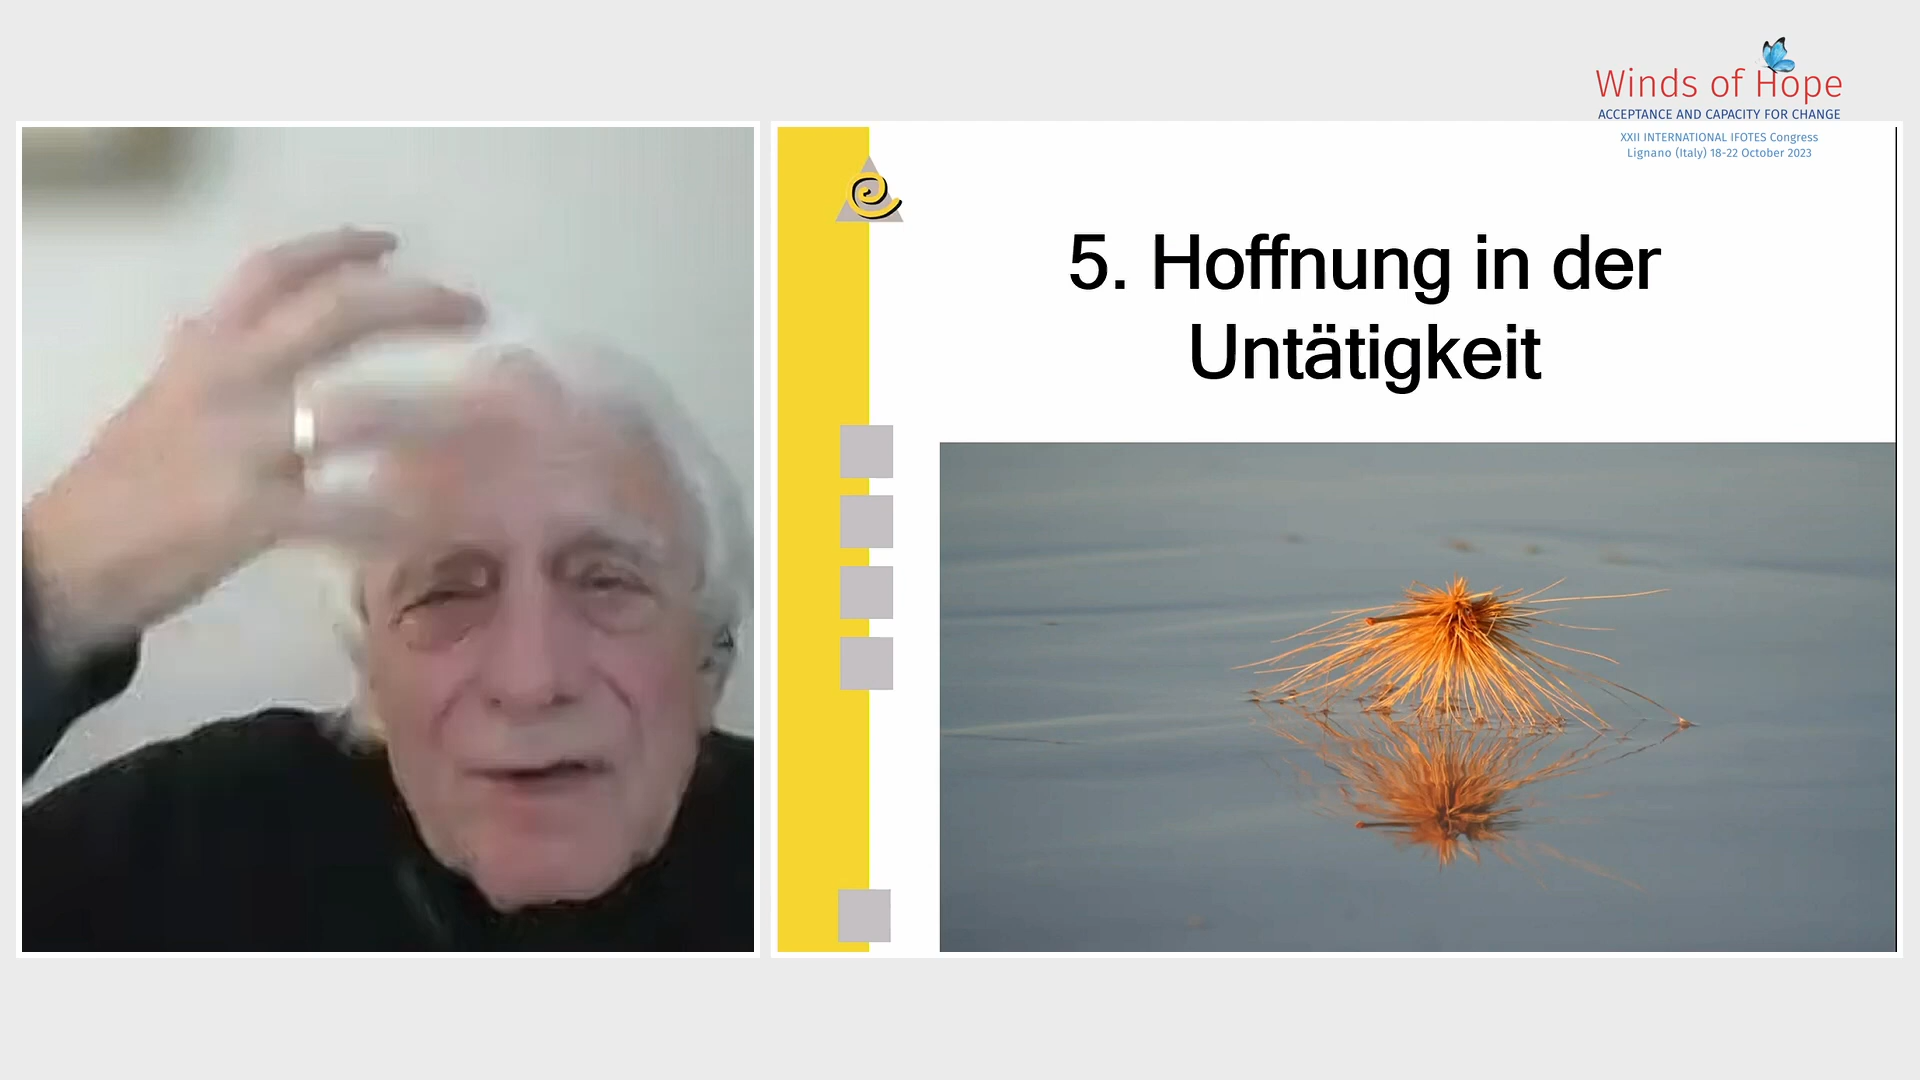 Winds of Hope
ACCEPTANCE AND CAPACITY FOR CHANGE
XXII INTERNATIONAL IFOTES Congress
Lignano (Italy) 18-22 October 2023
5. Hoffnung in der
Untätigkeit